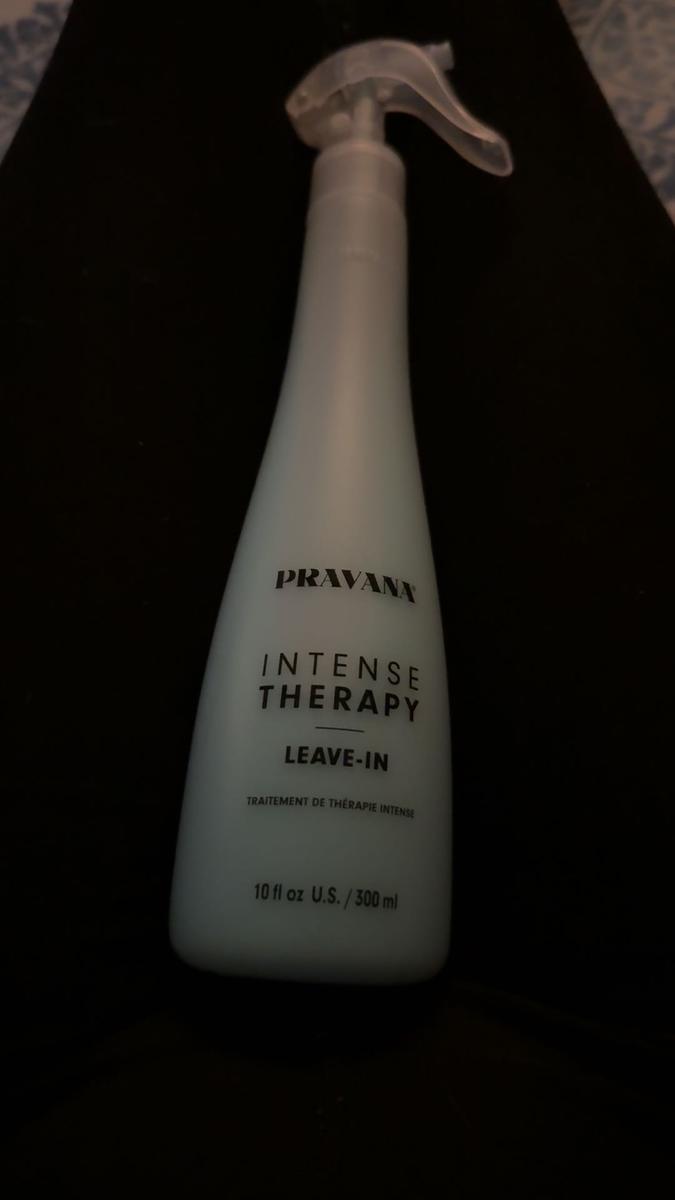 PRAVANA
INTENSE
THERAPY
LEAVE-IN
TRAITEMENT DE THÉRAPIE INTENSE
10 fl oz U.S. / 300 ml